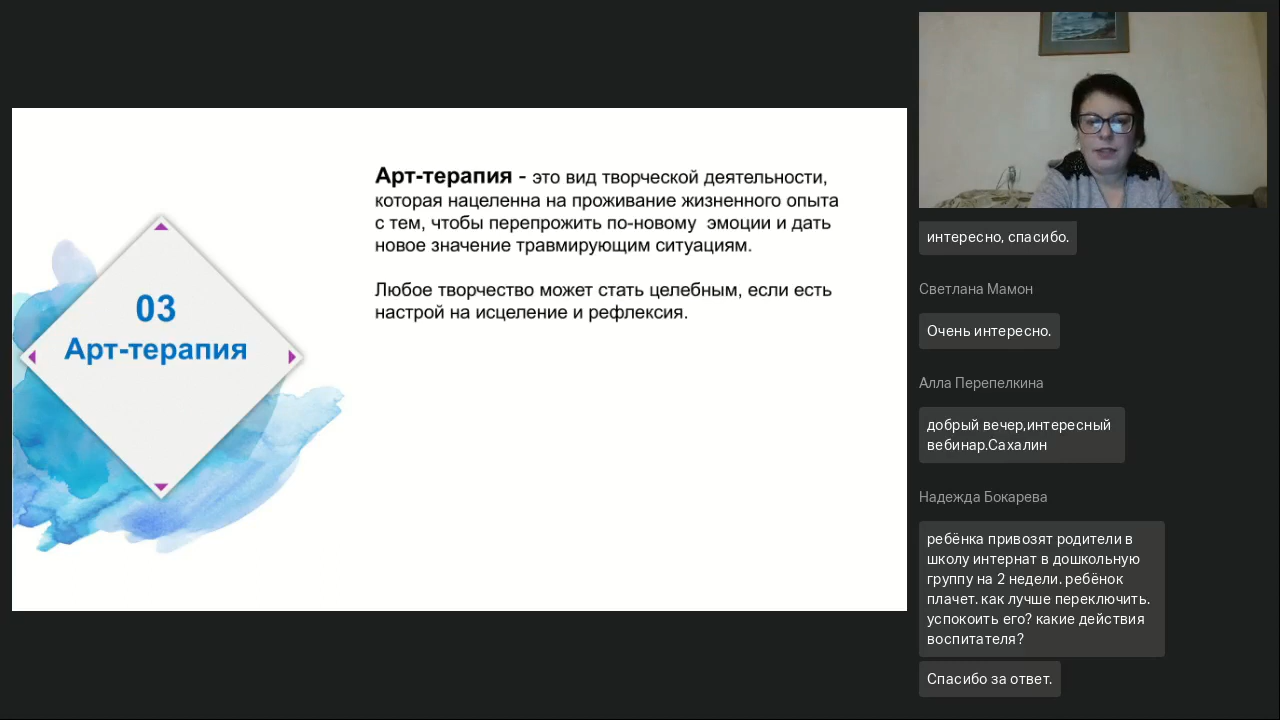 03
Арт-терапия
Арт-терапия - это вид творческой деятельности,
которая нацеленна на проживание жизненного опыта
с тем, чтобы перепрожить по-новому эмоции и дать
новое значение травмирующим ситуациям.
Любое творчество может стать целебным, если есть
настрой на исцеление и рефлексия.
интересно, спасибо.
Светлана Мамон
Очень интересно.
Алла Перепелкина
добрый вечер,интересный
вебинар.Сахалин
Надежда Бокарева
ребёнка привозят родители в
школу интернат в дошкольную
группу на 2 недели. ребёнок
плачет. как лучше переключить.
успокоить его? какие действия
воспитателя?
Спасибо за ответ.